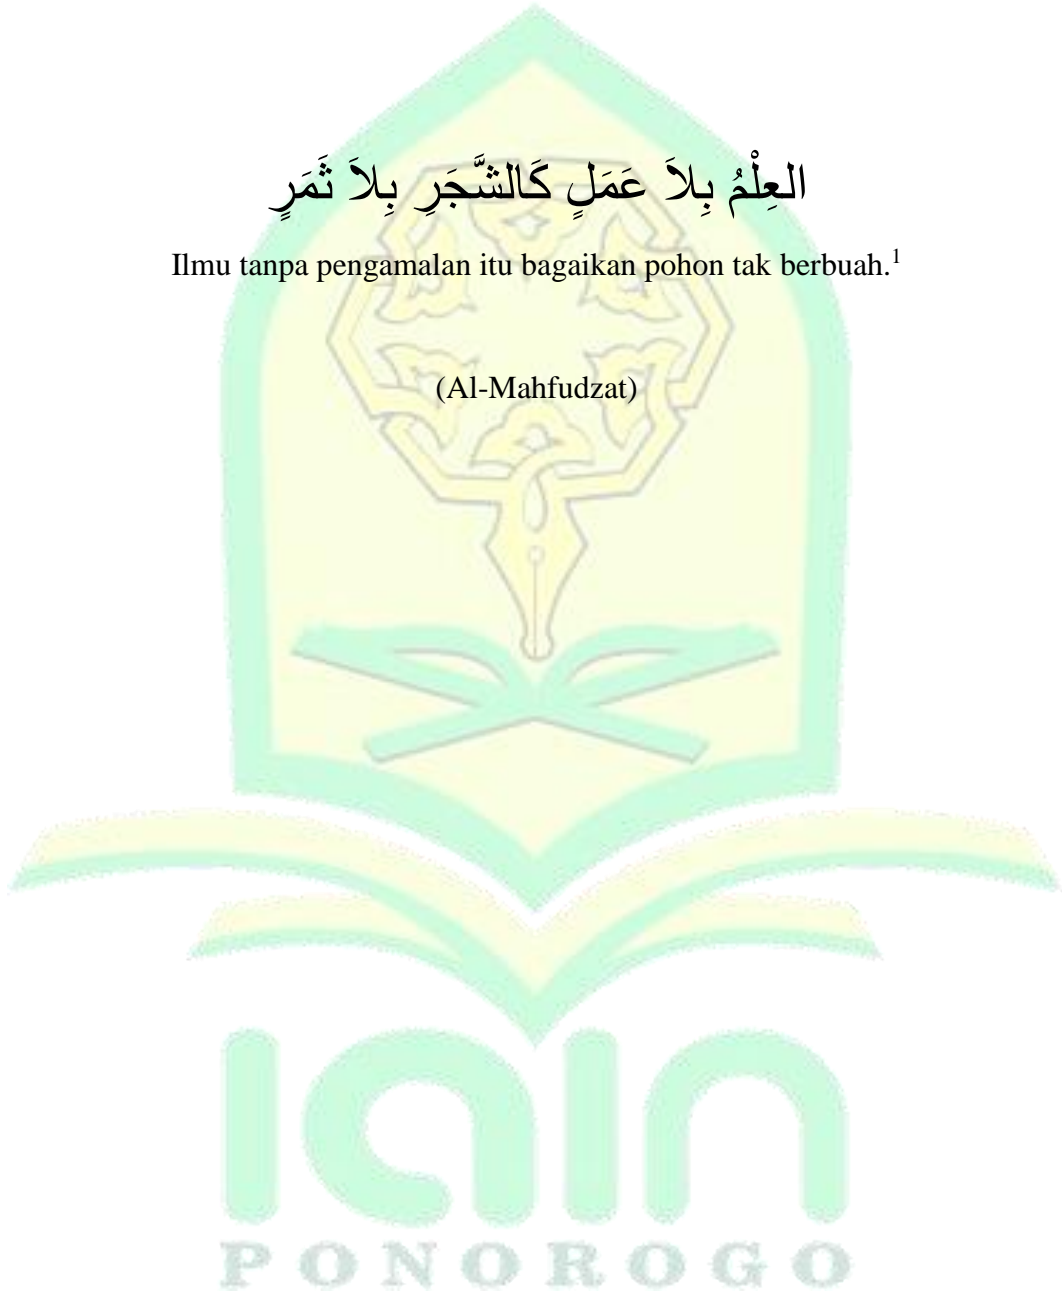 العِلْمُ بِلاَ عَمَلٍ كَالشَّجَرِ بِلاَ ثَمَرٍ
Ilmu tanpa pengamalan itu bagaikan pohon tak berbuah.1
(Al-Mahfudzat)
iain
PONOROGO